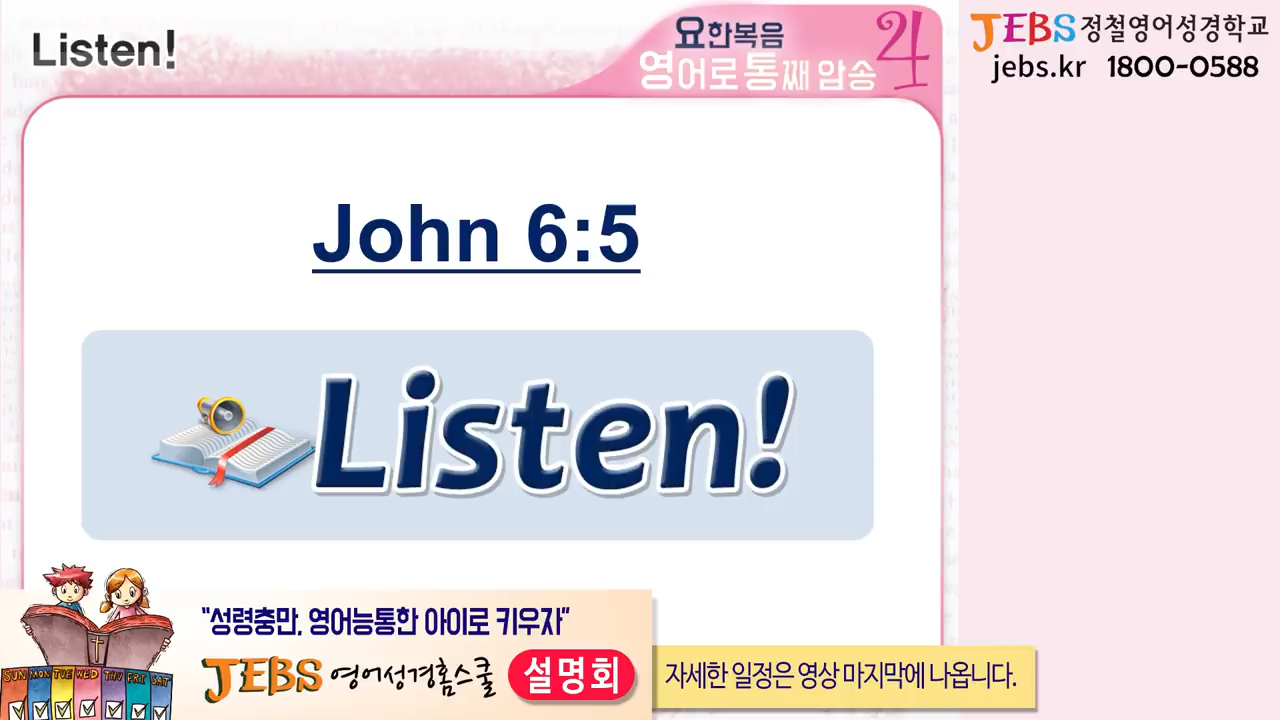 Listen!
요한복음
영어로 통째 암송 4
JEBS 정철영어성경학교
jebs.kr 1800-0588
John 6:5
Listen!
"성령충만, 영어능통한 아이로 키우자"
JEBS 영어성경홈스쿨 설명회
자세한 일정은 영상 마지막에 나옵니다.
SUN MON TUE WED THU FRI SAT